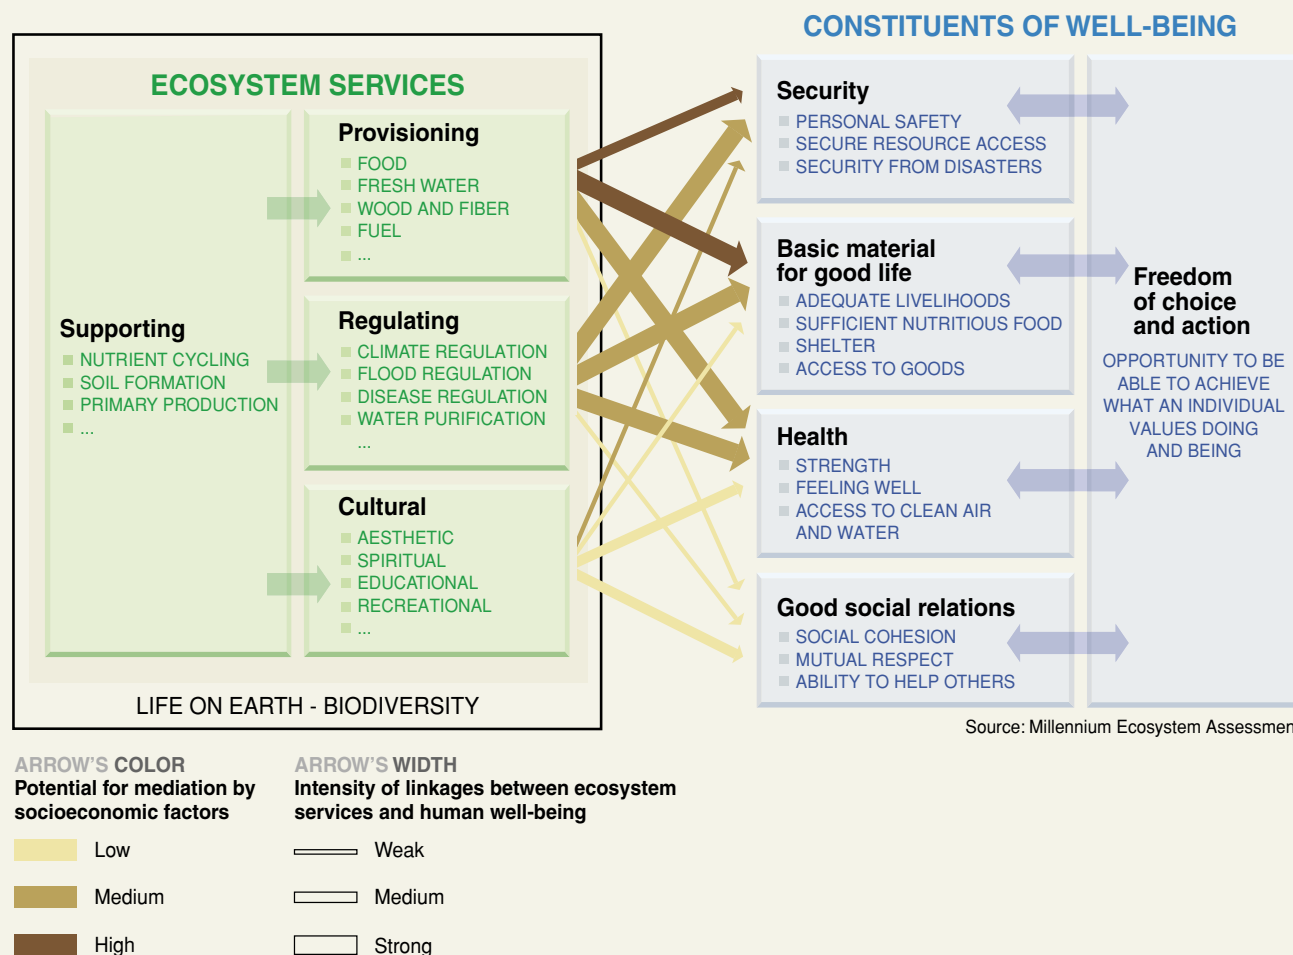 CONSTITUENTS OF WELL-BEING
ECOSYSTEM SERVICES
Supporting
NUTRIENT CYCLING
SOIL FORMATION
PRIMARY PRODUCTION
...
Provisioning
FOOD
FRESH WATER
WOOD AND FIBER
FUEL
...
Regulating
CLIMATE REGULATION
FLOOD REGULATION
DISEASE REGULATION
WATER PURIFICATION
...
Cultural
AESTHETIC
SPIRITUAL
EDUCATIONAL
RECREATIONAL
...
LIFE ON EARTH - BIODIVERSITY
Security
PERSONAL SAFETY
SECURE RESOURCE ACCESS
SECURITY FROM DISASTERS
Basic material
for good life
ADEQUATE LIVELIHOODS
SUFFICIENT NUTRITIOUS FOOD
SHELTER
ACCESS TO GOODS
Health
STRENGTH
FEELING WELL
ACCESS TO CLEAN AIR
AND WATER
Good social relations
SOCIAL COHESION
MUTUAL RESPECT
ABILITY TO HELP OTHERS
Freedom
of choice
and action
OPPORTUNITY TO BE
ABLE TO ACHIEVE
WHAT AN INDIVIDUAL
VALUES DOING
AND BEING
Source: Millennium Ecosystem Assessmen
ARROW'S COLOR
Potential for mediation by
socioeconomic factors
Low
Medium
High
ARROW'S WIDTH
Intensity of linkages between ecosystem
services and human well-being
Weak
Medium
Strong